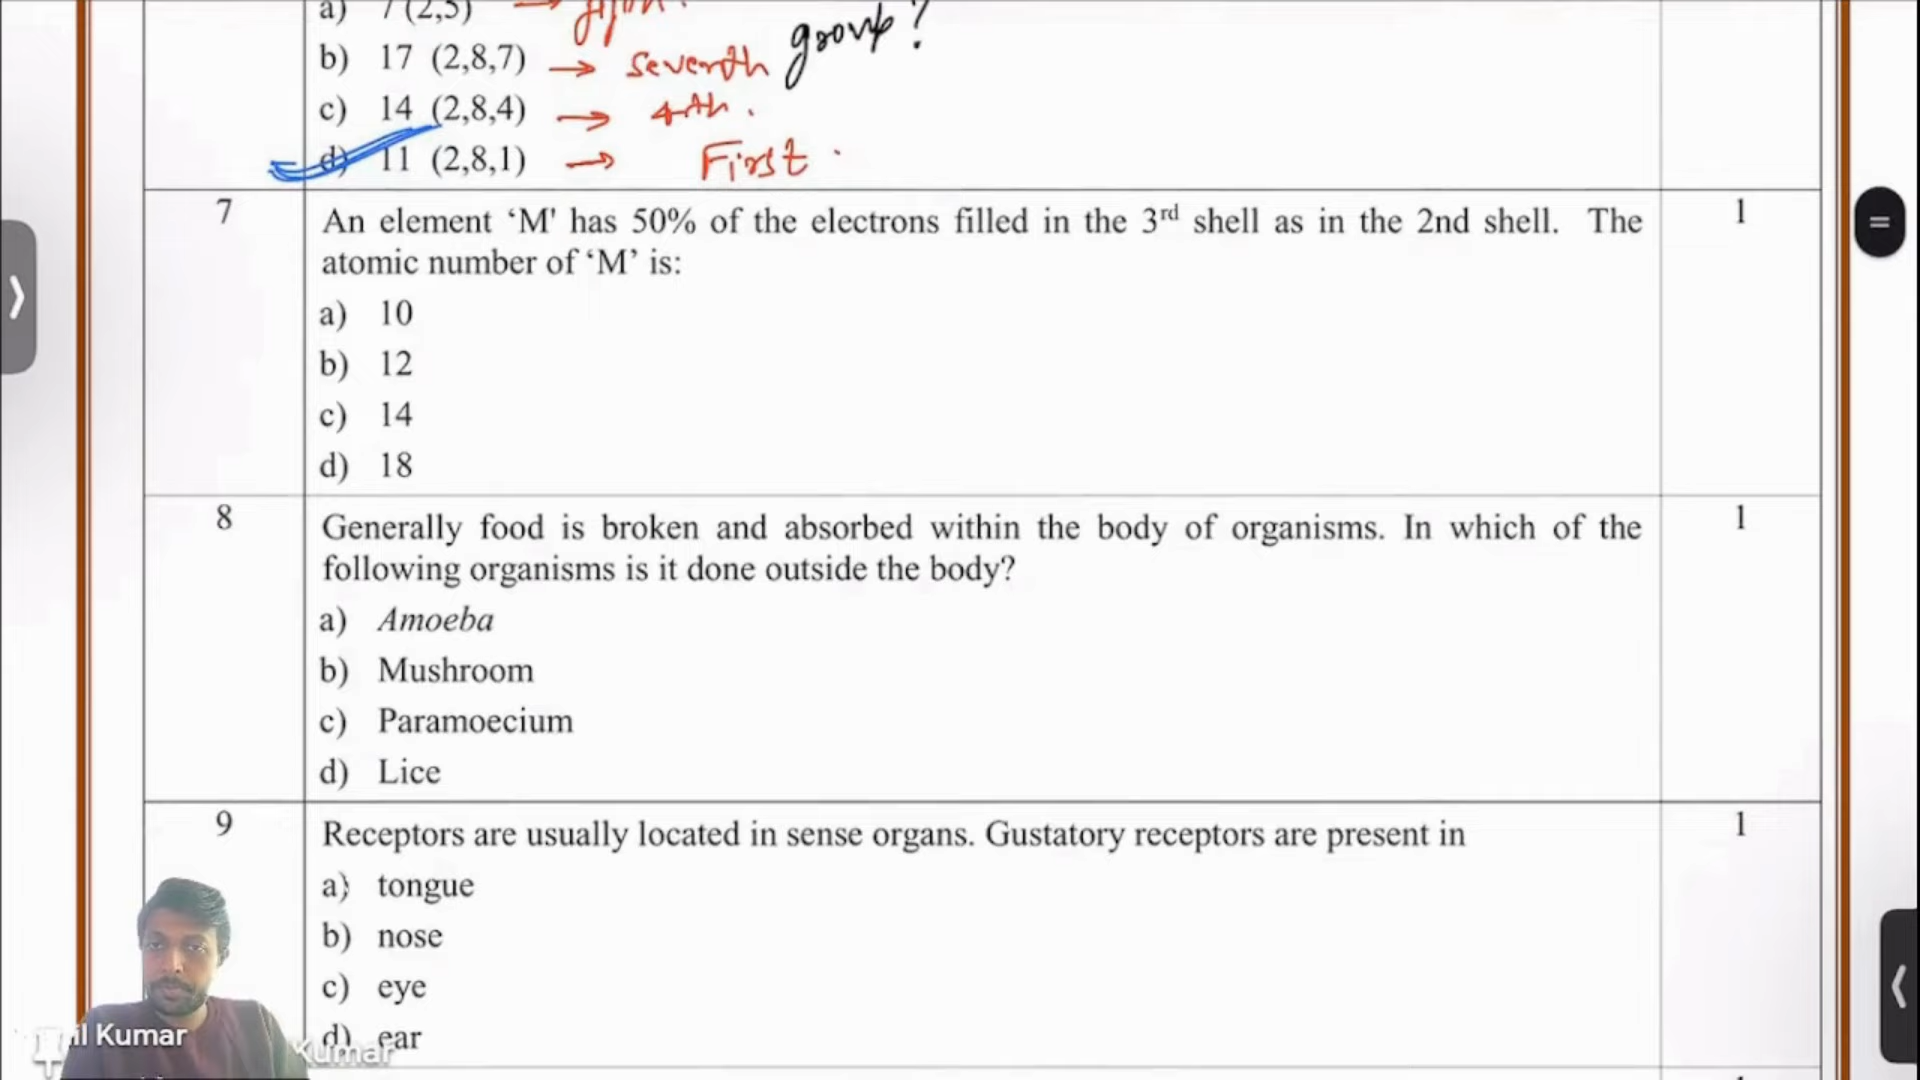 a) 7 (2,5) →
b) 17 (2,8,7) → Seventh group?
c) 14 (2,8,4) → 4th.
d) 11 (2,8,1) → First.
7 An element ‘M' has 50% of the electrons filled in the 3rd shell as in the 2nd shell. The 1
atomic number of ‘M’ is:
a) 10
b) 12
c) 14
d) 18
8 Generally food is broken and absorbed within the body of organisms. In which of the 1
following organisms is it done outside the body?
a) Amoeba
b) Mushroom
c) Paramoecium
d) Lice
9 Receptors are usually located in sense organs. Gustatory receptors are present in 1
a) tongue
b) nose
c) eye
d) ear
Kumar
Kumar